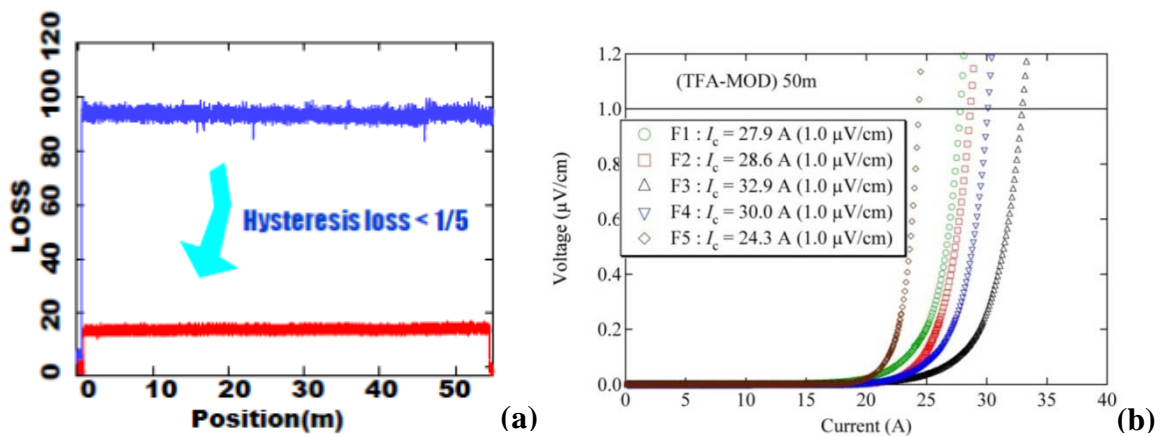 120
100
80
60
40
20
0
LOSS
Hysteresis loss < 1/5
0 10 20 30 40 50
Position(m)
(a)
1.2
1.0
0.8
0.6
0.4
0.2
0.0
Voltage (µV/cm)
(TFA-MOD) 50m
F1 : Ic = 27.9 A (1.0 µV/cm)
F2 : Ic = 28.6 A (1.0 µV/cm)
F3 : Ic = 32.9 A (1.0 µV/cm)
F4 : Ic = 30.0 A (1.0 µV/cm)
F5 : Ic = 24.3 A (1.0 µV/cm)
0 5 10 15 20 25 30 35 40
Current (A)
(b)